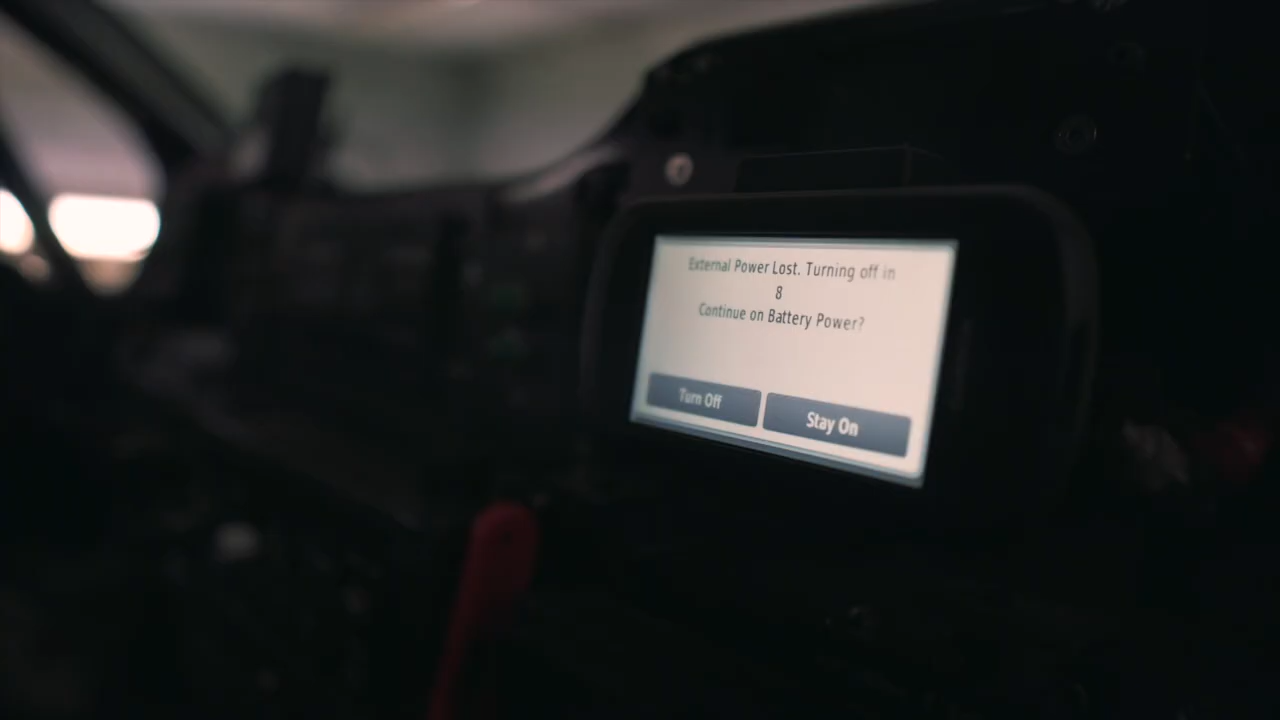 External Power Lost. Turning off in
8
Continue on Battery Power?
Turn Off
Stay On